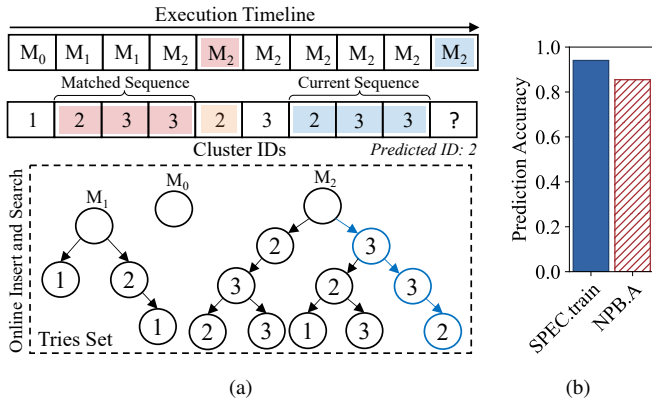 Execution Timeline
M0 M1 M1 M2 M2 M2 M2 M2 M2 M2
Matched Sequence Current Sequence
1 2 3 3 2 3 2 3 3 ?
Cluster IDs Predicted ID: 2
Online Insert and Search
M1 M0 M2
2 3
1 2 3 2 3
1 2 3 1 3 2
Tries Set
(a)
Prediction Accuracy
1.0
0.8
0.6
0.4
0.2
0.0
SPEC.train
NPB.A
(b)